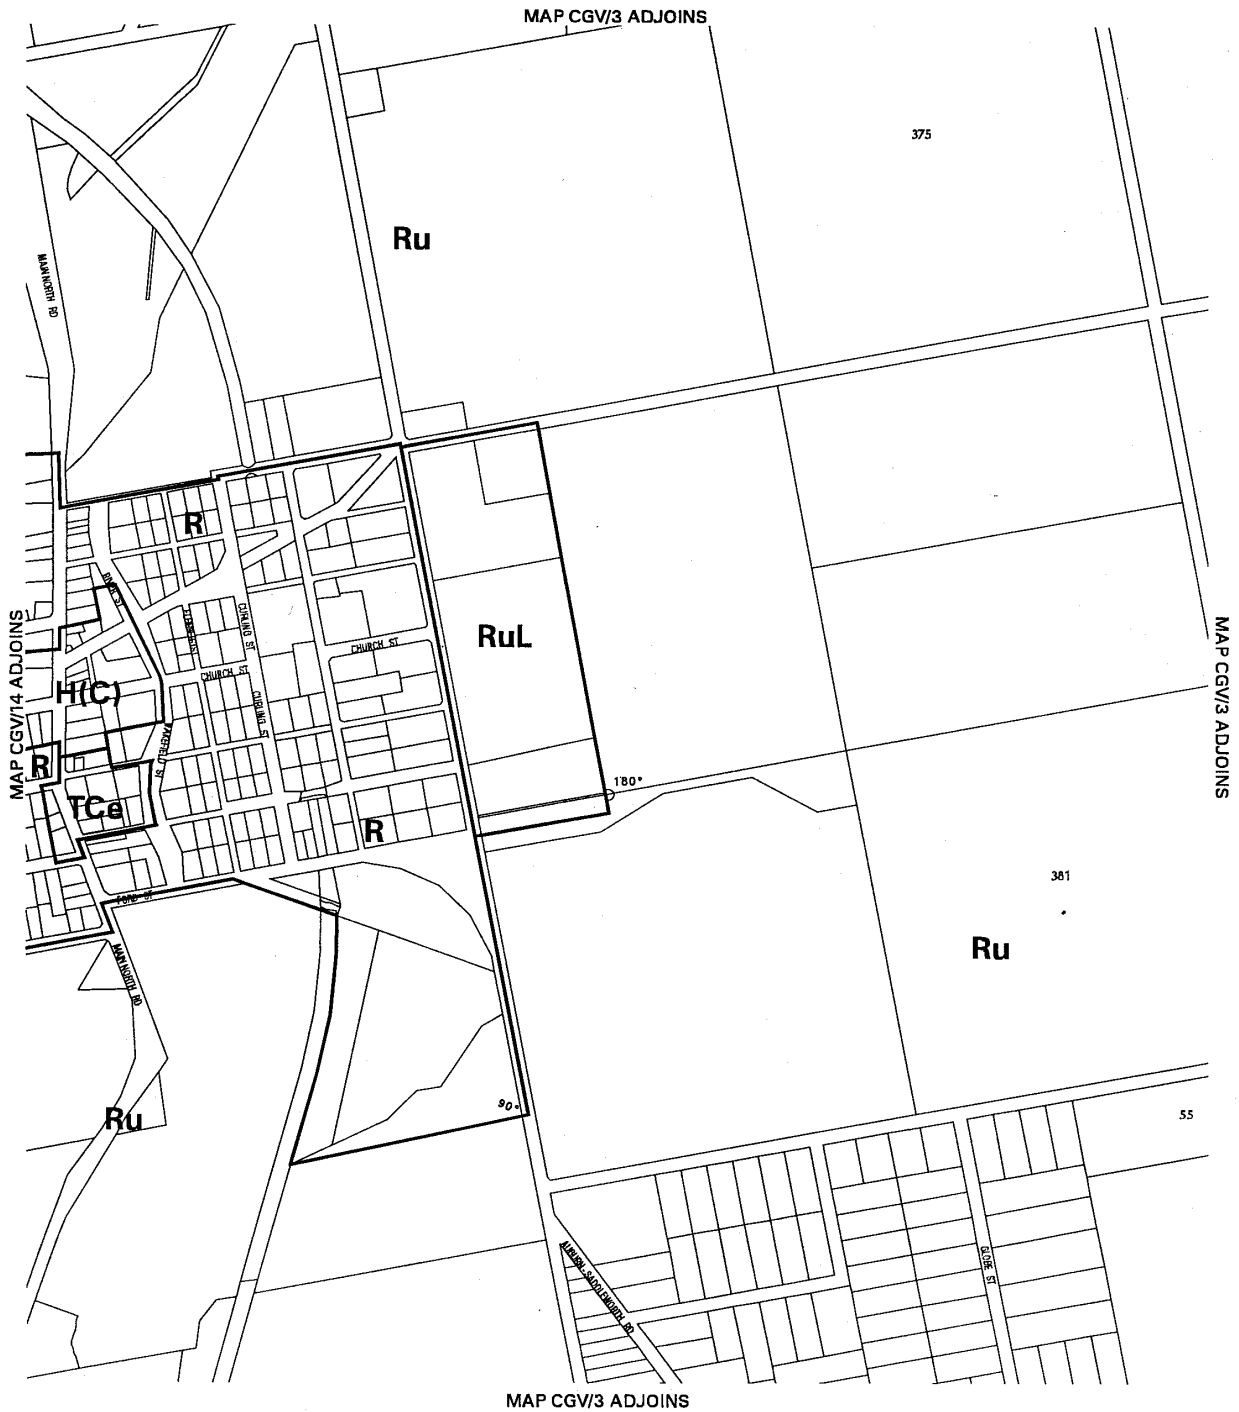 MAP CGV/3 ADJOINS
375
Ru
MAIN NORTH RD
R
RIVER ST
CURLING ST
MAP CGV/14 ADJOINS
RuL
CHURCH ST
MAP CGV/3 ADJOINS
CHURCH ST
H(C)
CURLING ST
WAKEFIELD ST
R
180°
TCe
R
381
FORD ST
Ru
MAIN NORTH RD
90°
Ru
55
GLOBE ST
AUBURN-SADDLEWORTH RD
MAP CGV/3 ADJOINS